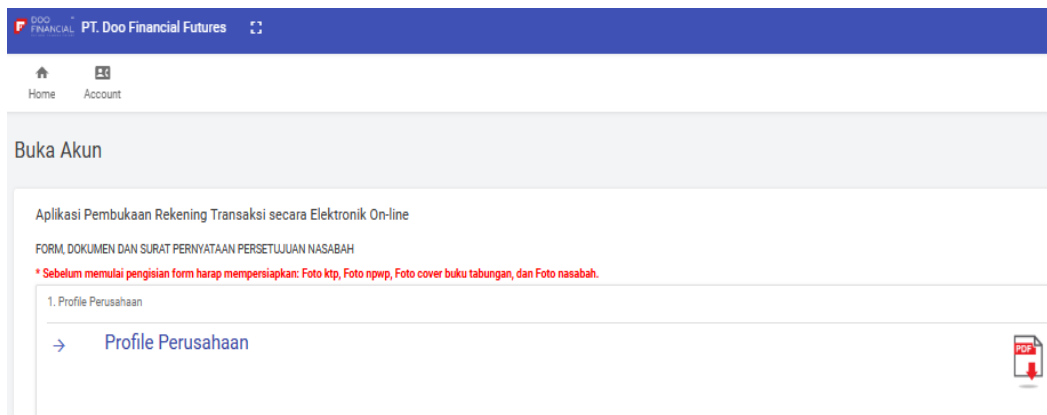 DOO
FINANCIAL PT. Doo Financial Futures
Home Account
Buka Akun
Aplikasi Pembukaan Rekening Transaksi secara Elektronik On-line
FORM, DOKUMEN DAN SURAT PERNYATAAN PERSETUJUAN NASABAH
* Sebelum memulai pengisian form harap mempersiapkan: Foto ktp, Foto npwp, Foto cover buku tabungan, dan Foto nasabah.
1. Profile Perusahaan
→ Profile Perusahaan
PDF